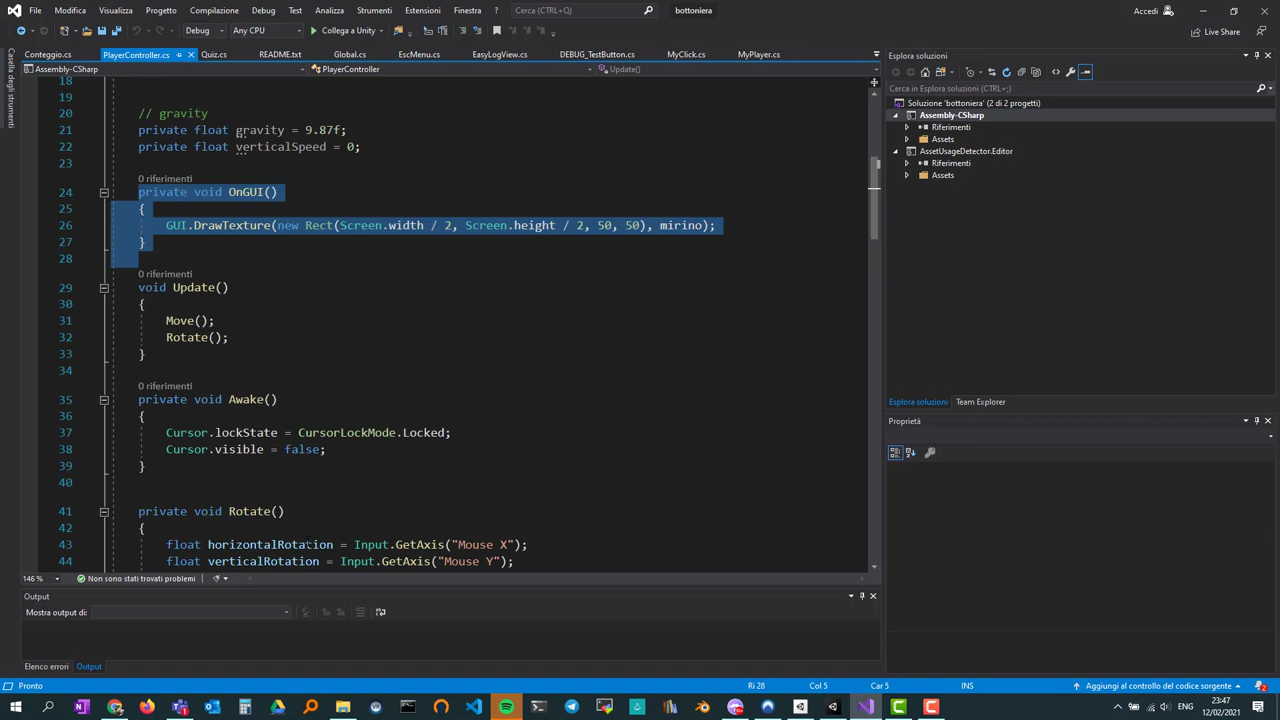 File Modifica Visualizza Progetto Compilazione Debug Test Analizza Strumenti Estensioni Finestra ? Cerca (CTRL+Q) bottoniera Accedi
Debug Any CPU Collega a Unity Live Share
Casella degli strumenti
Conteggio.cs PlayerController.cs Quiz.cs README.txt Global.cs EscMenu.cs EasyLogView.cs DEBUG_TestButton.cs MyClick.cs MyPlayer.cs
Assembly-CSharp PlayerController Update()
18
19
20 // gravity
21 private float gravity = 9.87f;
22 private float verticalSpeed = 0;
23
0 riferimenti
24 private void OnGUI()
25 {
26 GUI.DrawTexture(new Rect(Screen.width / 2, Screen.height / 2, 50, 50), mirino);
27 }
28
0 riferimenti
29 void Update()
30 {
31 Move();
32 Rotate();
33 }
34
0 riferimenti
35 private void Awake()
36 {
37 Cursor.lockState = CursorLockMode.Locked;
38 Cursor.visible = false;
39 }
40
41 private void Rotate()
42 {
43 float horizontalRotation = Input.GetAxis("Mouse X");
44 float verticalRotation = Input.GetAxis("Mouse Y");
146 % Non sono stati trovati problemi
Output
Mostra output di:
Elenco errori Output
Esplora soluzioni
Cerca in Esplora soluzioni (CTRL+;)
Soluzione 'bottoniera' (2 di 2 progetti)
Assembly-CSharp
Riferimenti
Assets
AssetUsageDetector.Editor
Riferimenti
Assets
Esplora soluzioni Team Explorer
Proprietà
Pronto Ri 28 Col 5 Car 5 INS Aggiungi al controllo del codice sorgente 2
ENG 23:47
12/02/2021